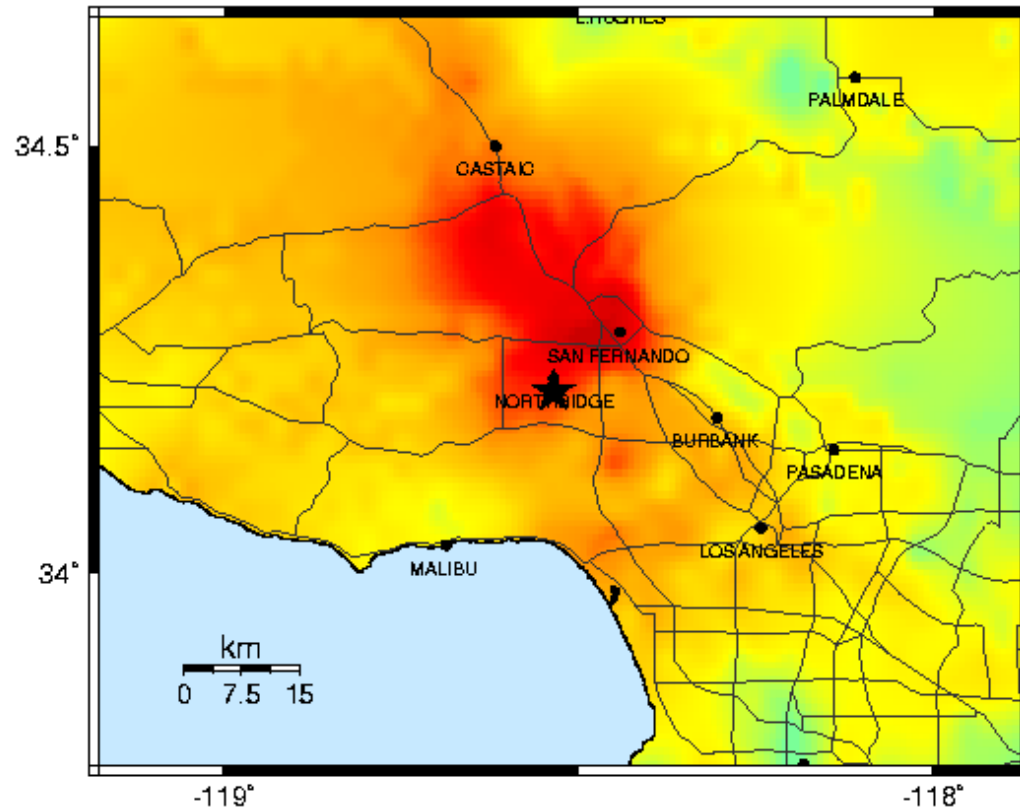 PALMDALE
34.5°
CASTAIC
SAN FERNANDO
NORTHRIDGE
BURBANK
PASADENA
LOS ANGELES
MALIBU
34°
km
0 7.5 15
-119° -118°